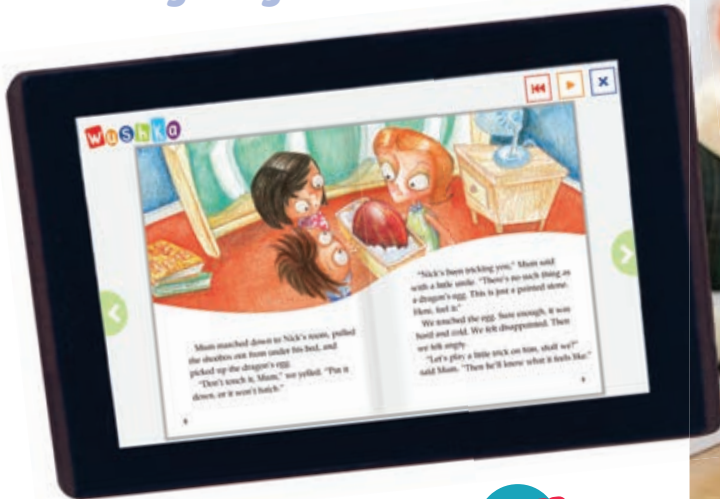 wushka
Mum marched down to Nick's room, pulled
the shoebox out from under his bed, and
picked up the dragon's egg.
"Don't touch it, Mum," we yelled. "Put it
down, or it won't hatch."
8
"Nick's been tricking you," Mum said
with a little smile. "There's no such thing as
a dragon's egg. This is just a painted stone.
Here, feel it."
We touched the egg. Sure enough, it was
hard and cold. We felt disappointed. Then
we felt angry.
"Let's play a little trick on him, shall we?"
said Mum. "Then he'll know what it feels like."
9